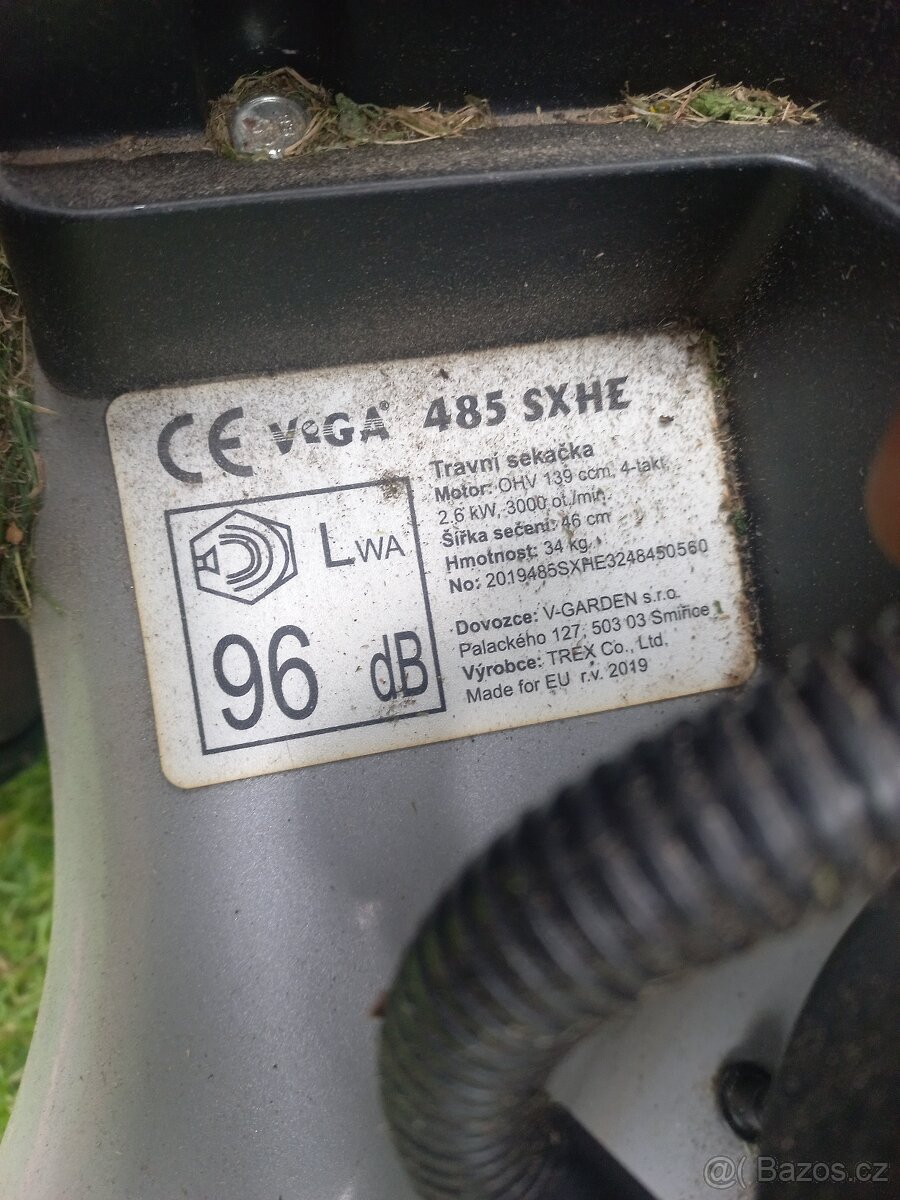 CE VeGA® 485 SXHE
Travní sekačka
Motor: OHV 139 ccm, 4-takt,
2.6 kW, 3000 ot./min.
Šířka sečení: 46 cm
Hmotnost: 34 kg
No: 2019485SXHE3248450560
Dovozce: V-GARDEN s.r.o.
Palackého 127, 503 03 Smiřice
Výrobce: TREX Co., Ltd.
Made for EU r.v. 2019
LWA
96 dB
@( Bazos.cz